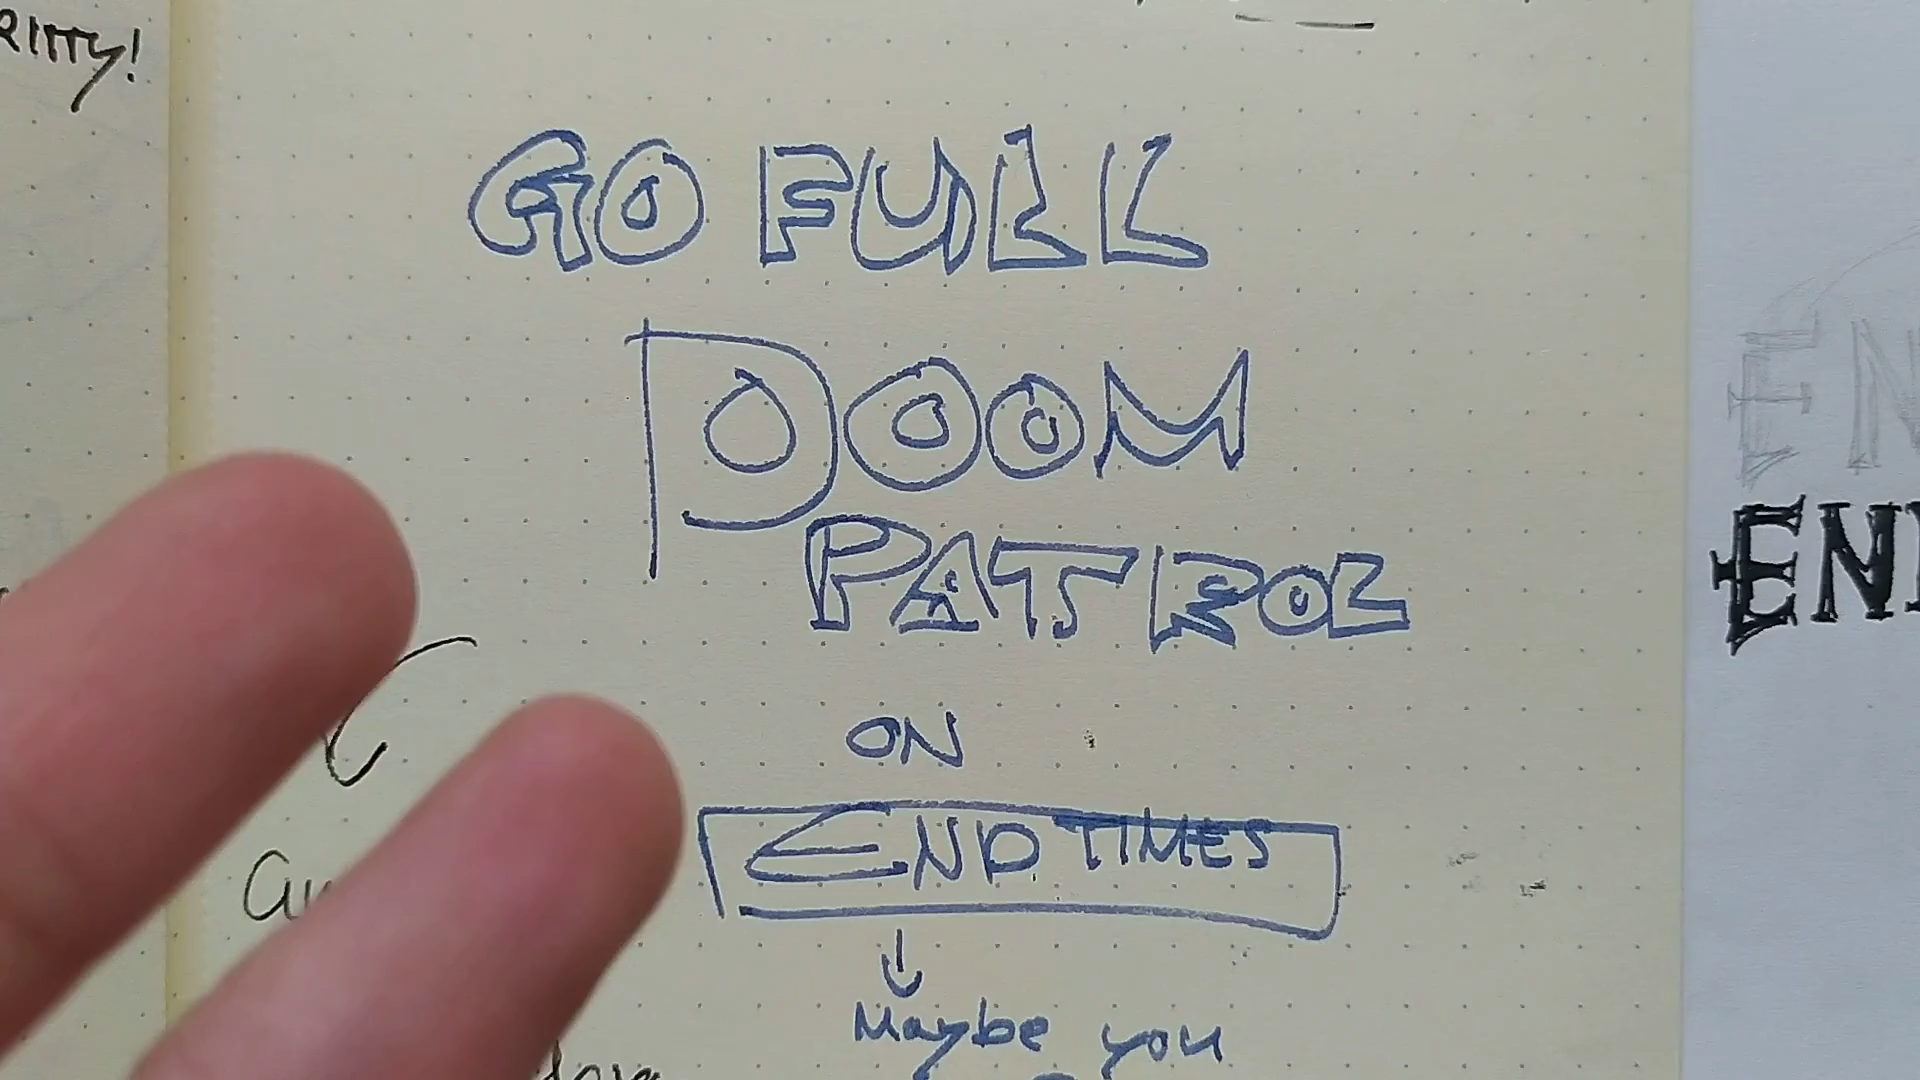 RITTY!
GO FULL
DOOM
PATROL
ON
END TIMES
Maybe you